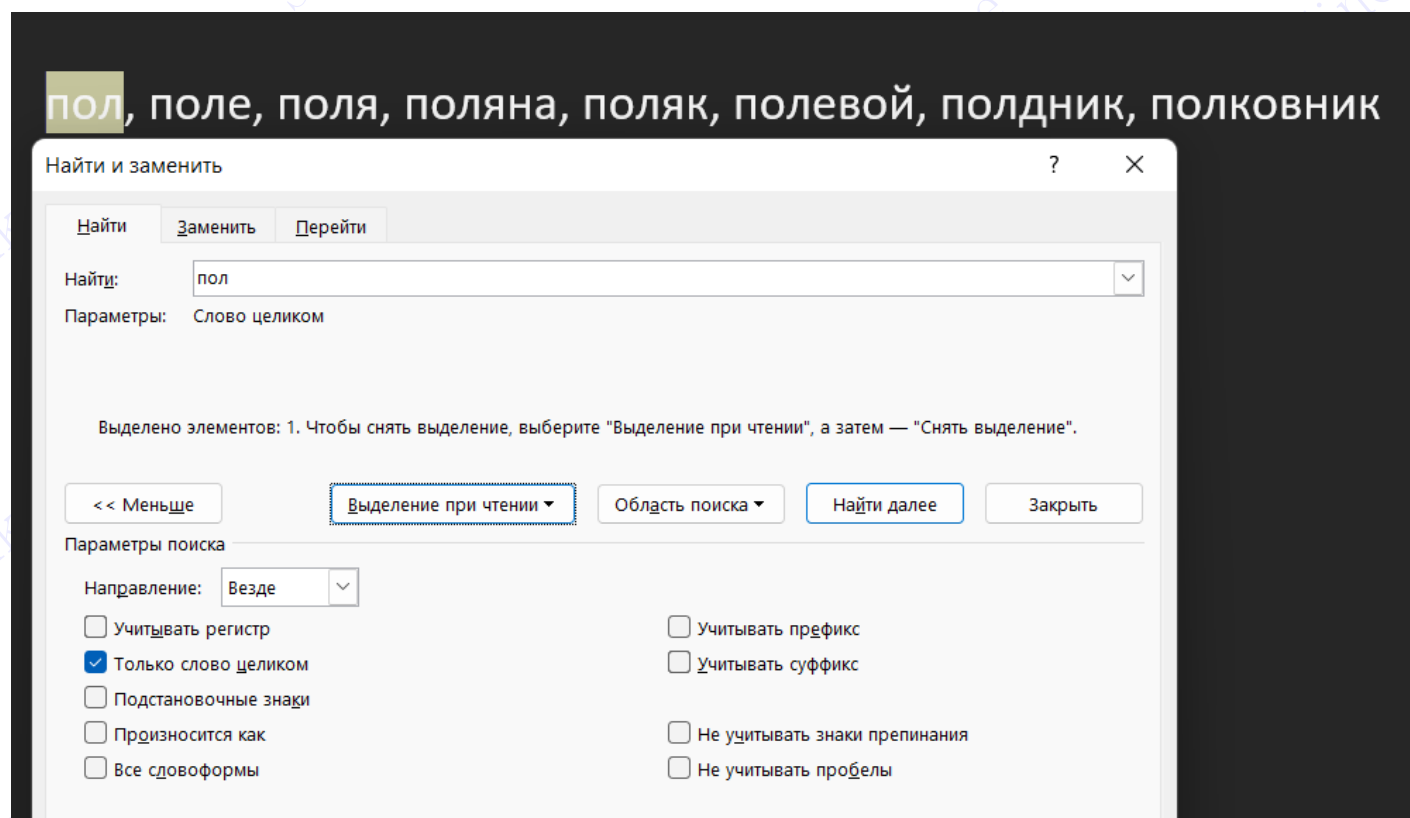 пол, поле, поля, поляна, поляк, полевой, полдник, полковник
Найти и заменить ?
Найти Заменить Перейти
Найти: пол
Параметры: Слово целиком
Выделено элементов: 1. Чтобы снять выделение, выберите "Выделение при чтении", а затем — "Снять выделение".
<< Меньше Выделение при чтении Область поиска Найти далее Закрыть
Параметры поиска
Направление: Везде
Учитывать регистр Учитывать префикс
Только слово целиком Учитывать суффикс
Подстановочные знаки
Произносится как Не учитывать знаки препинания
Все словоформы Не учитывать пробелы